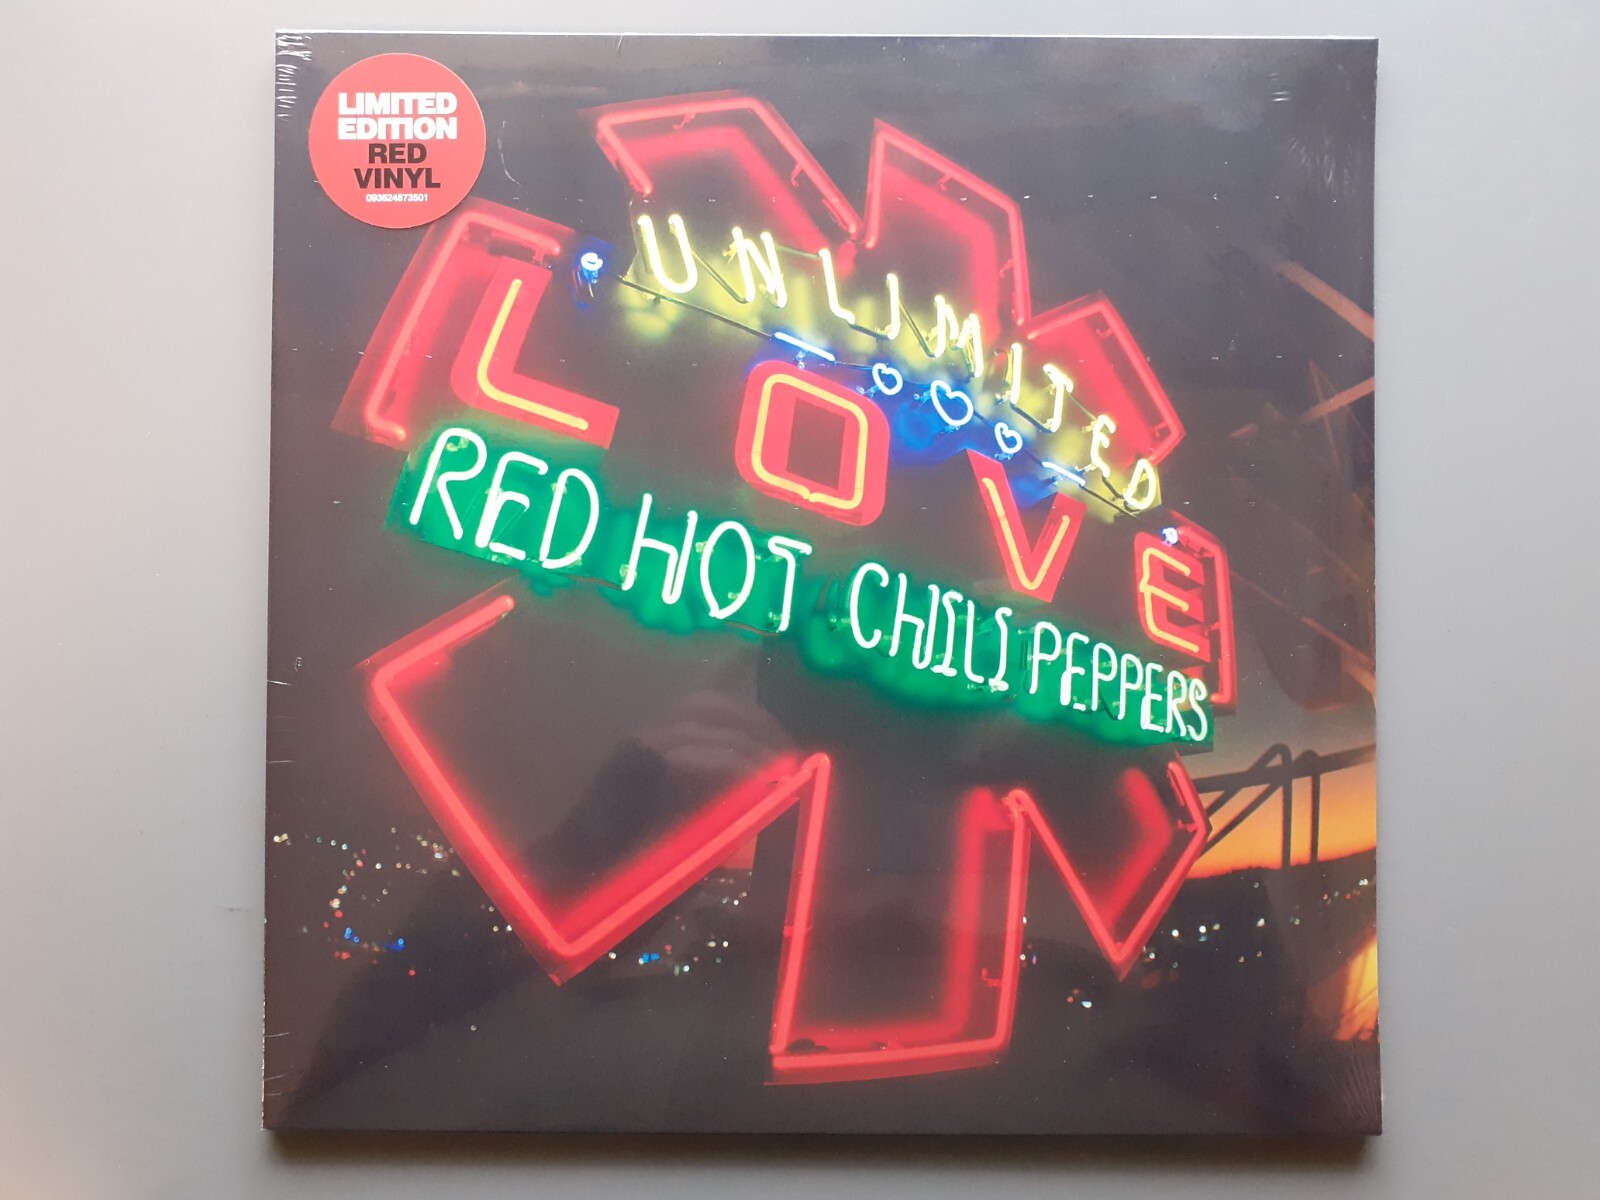 LIMITED
EDITION
RED
VINYL
093624873501
UNLIMITED
LOVE
RED HOT CHILI PEPPERS